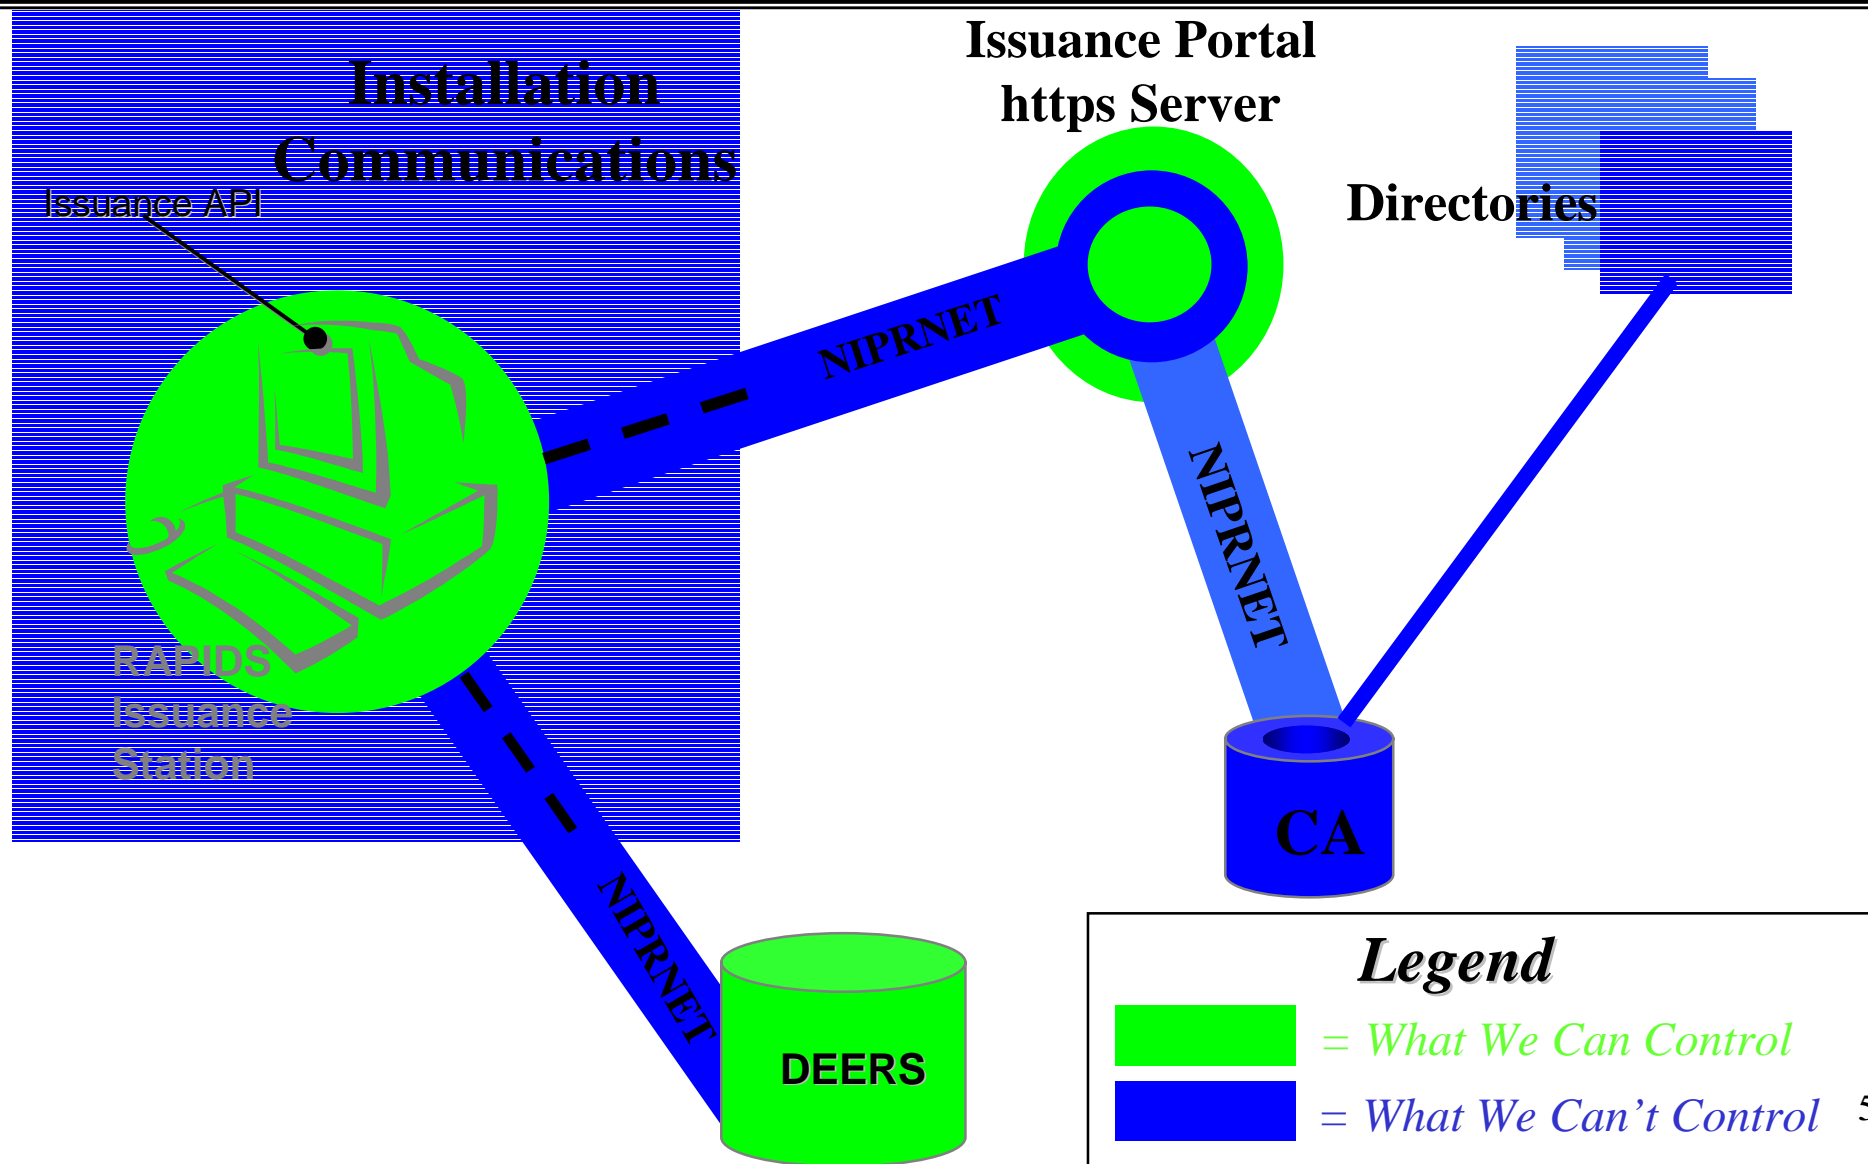 Issuance Portal
https Server
Installation
Communications
Issuance API
Directories
NIPRNET
NIPRNET
RAPIDS
Issuance
Station
CA
NIPRNET
DEERS
Legend
= What We Can Control
= What We Can't Control
5